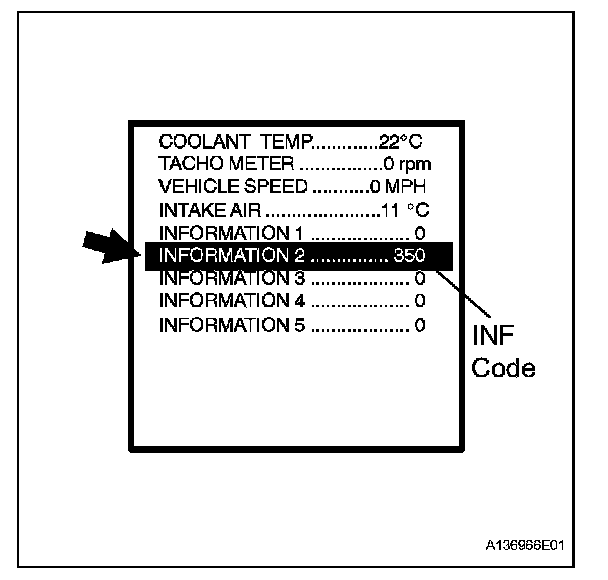 COOLANT TEMP.............22°C
TACHO METER ................0 rpm
VEHICLE SPEED ...........0 MPH
INTAKE AIR ......................11 °C
INFORMATION 1 ................... 0
INFORMATION 2 ............... 350
INFORMATION 3 ................... 0
INFORMATION 4 ................... 0
INFORMATION 5 ................... 0
INF
Code
A136966E01